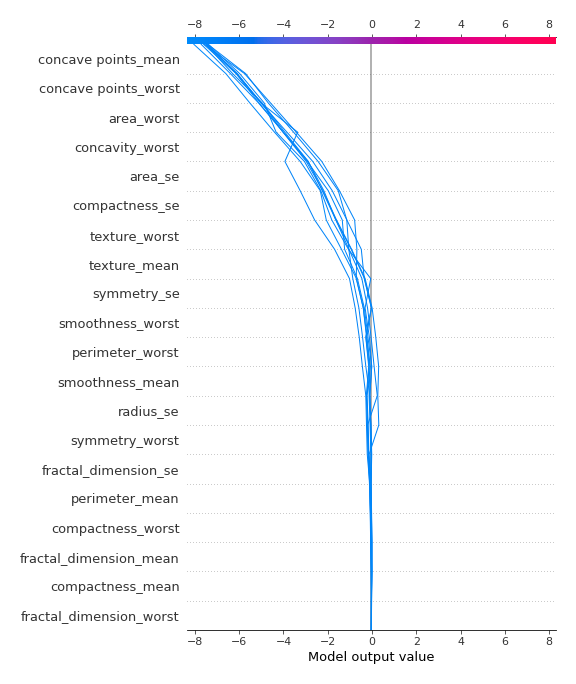 −8 −6 −4 −2 0 2 4 6 8
concave points_mean
concave points_worst
area_worst
concavity_worst
area_se
compactness_se
texture_worst
texture_mean
symmetry_se
smoothness_worst
perimeter_worst
smoothness_mean
radius_se
symmetry_worst
fractal_dimension_se
perimeter_mean
compactness_worst
fractal_dimension_mean
compactness_mean
fractal_dimension_worst
−8 −6 −4 −2 0 2 4 6 8
Model output value